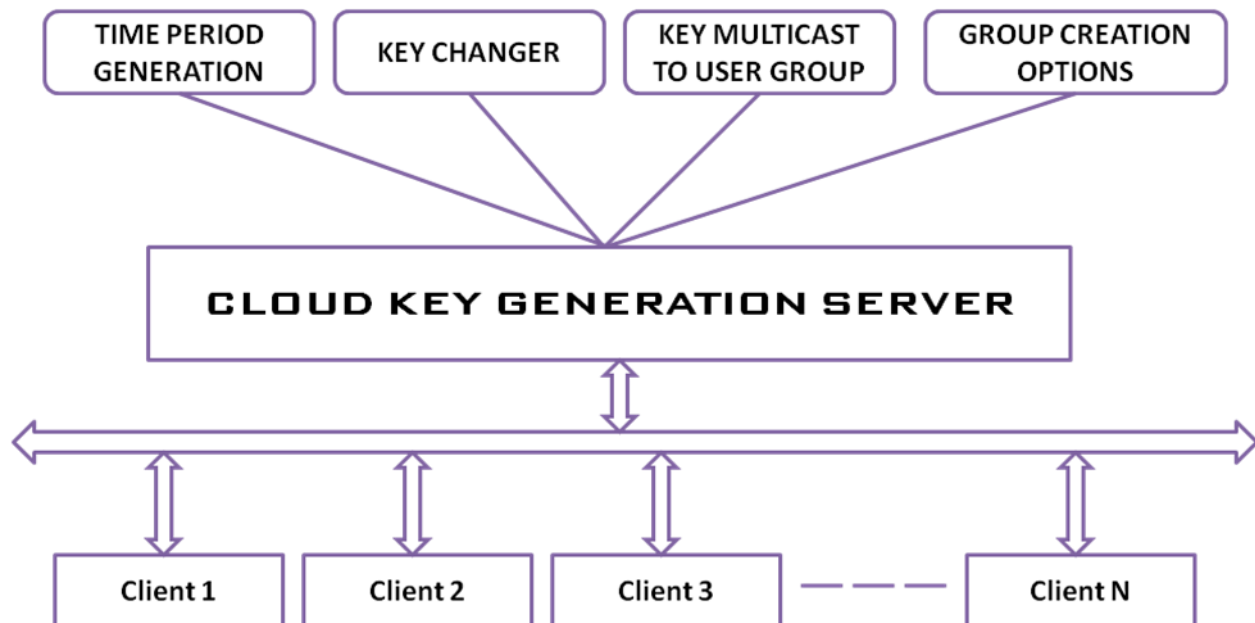 TIME PERIOD
GENERATION
KEY CHANGER
KEY MULTICAST
TO USER GROUP
GROUP CREATION
OPTIONS
CLOUD KEY GENERATION SERVER
Client 1
Client 2
Client 3
Client N